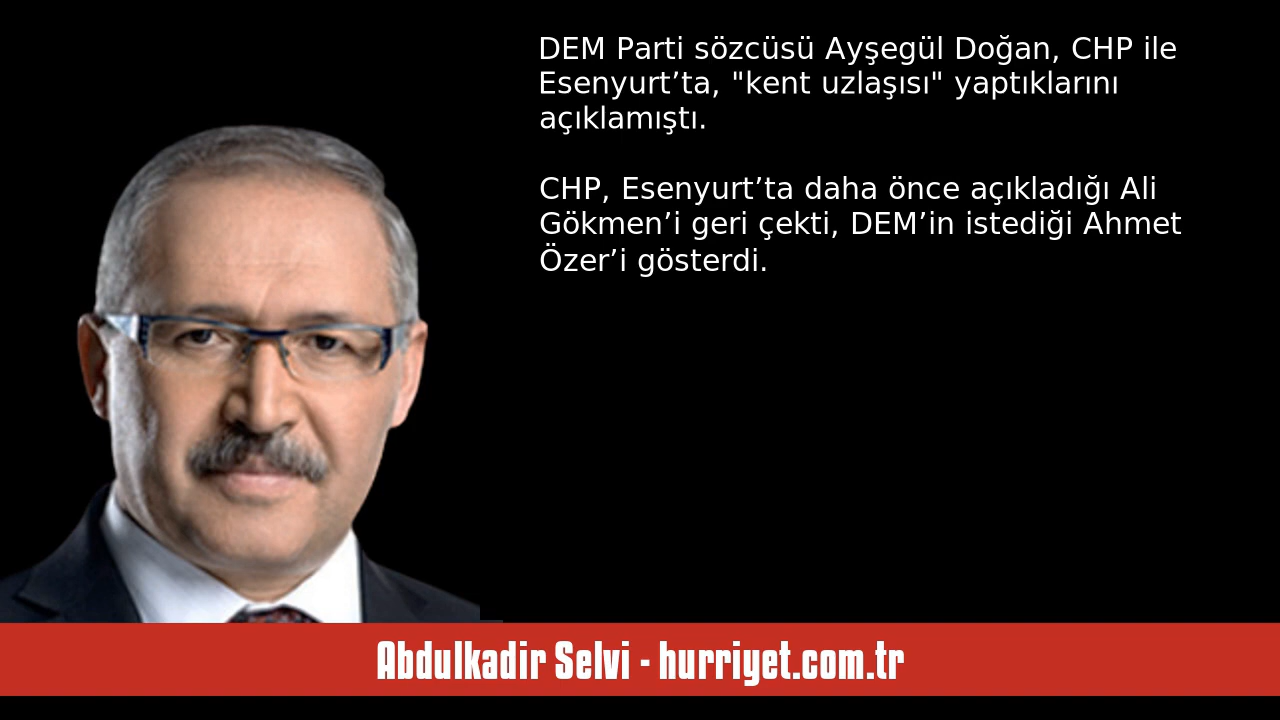 DEM Parti sözcüsü Ayşegül Doğan, CHP ile
Esenyurt’ta, "kent uzlaşısı" yaptıklarını
açıklamıştı.
CHP, Esenyurt’ta daha önce açıkladığı Ali
Gökmen’i geri çekti, DEM’in istediği Ahmet
Özer’i gösterdi.
Abdulkadir Selvi - hurriyet.com.tr